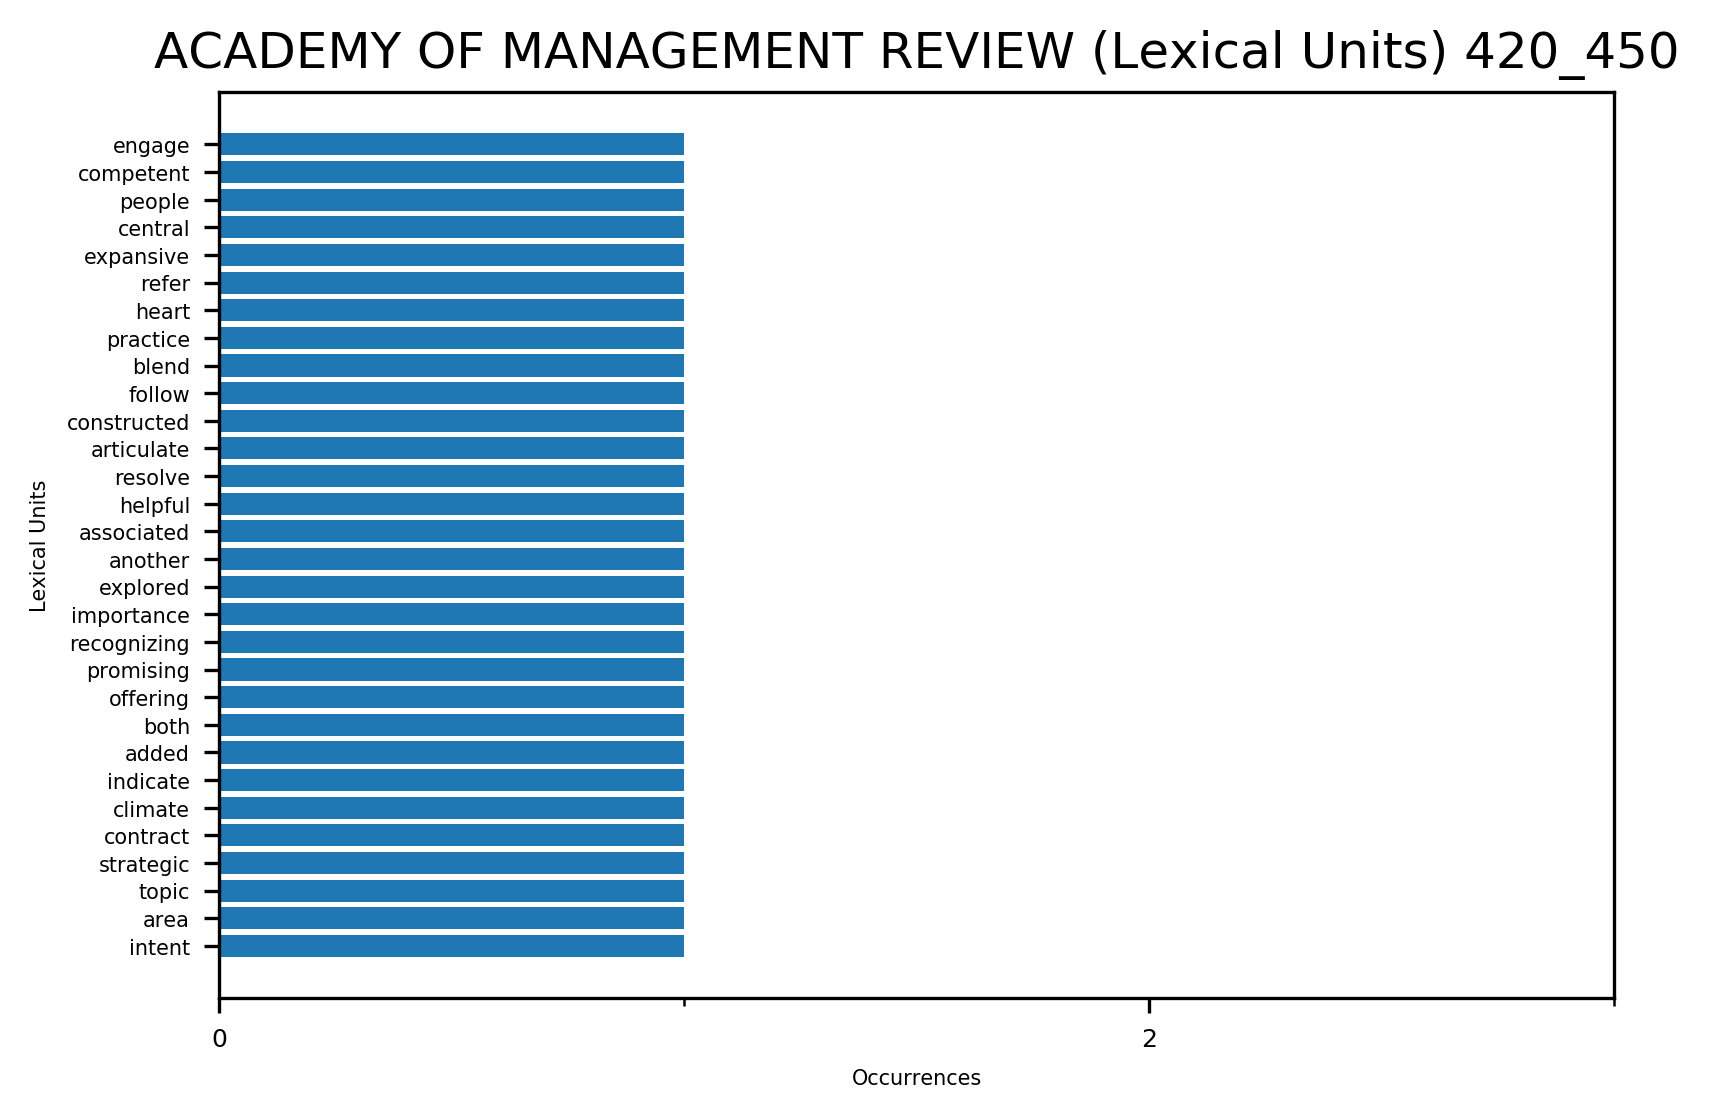 ACADEMY OF MANAGEMENT REVIEW (Lexical Units) 420_450
Lexical Units
engage
competent
people
central
expansive
refer
heart
practice
blend
follow
constructed
articulate
resolve
helpful
associated
another
explored
importance
recognizing
promising
offering
both
added
indicate
climate
contract
strategic
topic
area
intent
0 2
Occurrences